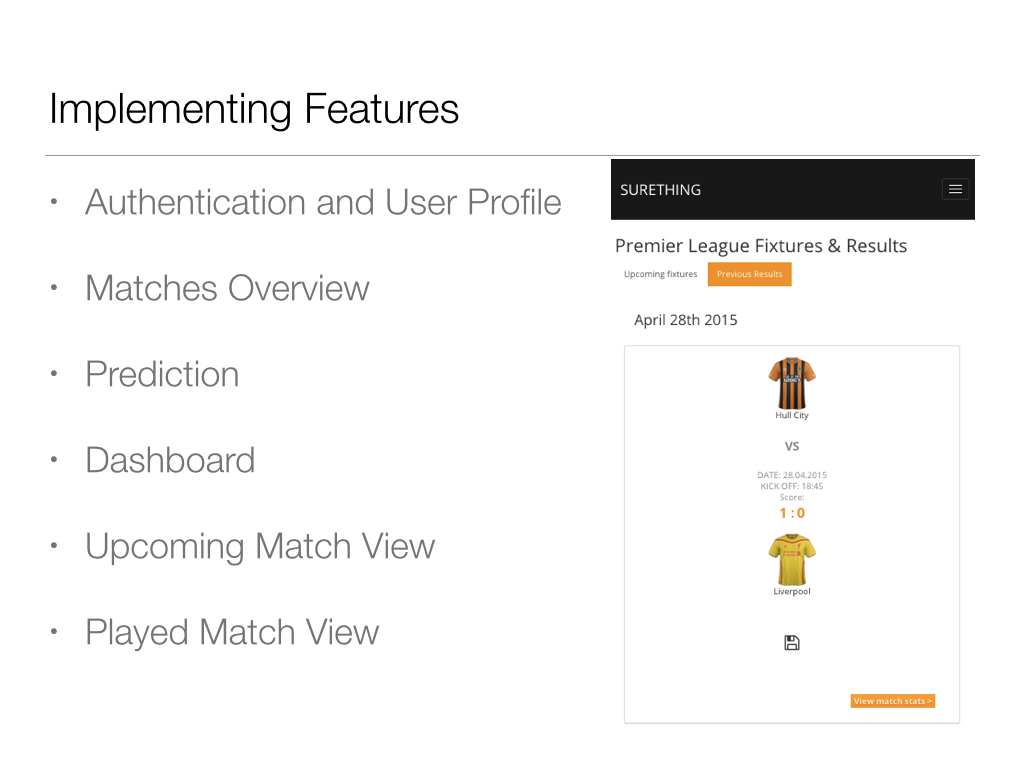 Implementing Features
• Authentication and User Profile
• Matches Overview
• Prediction
• Dashboard
• Upcoming Match View
• Played Match View
SURETHING
Premier League Fixtures & Results
Upcoming fixtures Previous Results
April 28th 2015
Hull City
VS
DATE: 28.04.2015
KICK OFF: 18:45
Score:
1 : 0
Liverpool
View match stats >